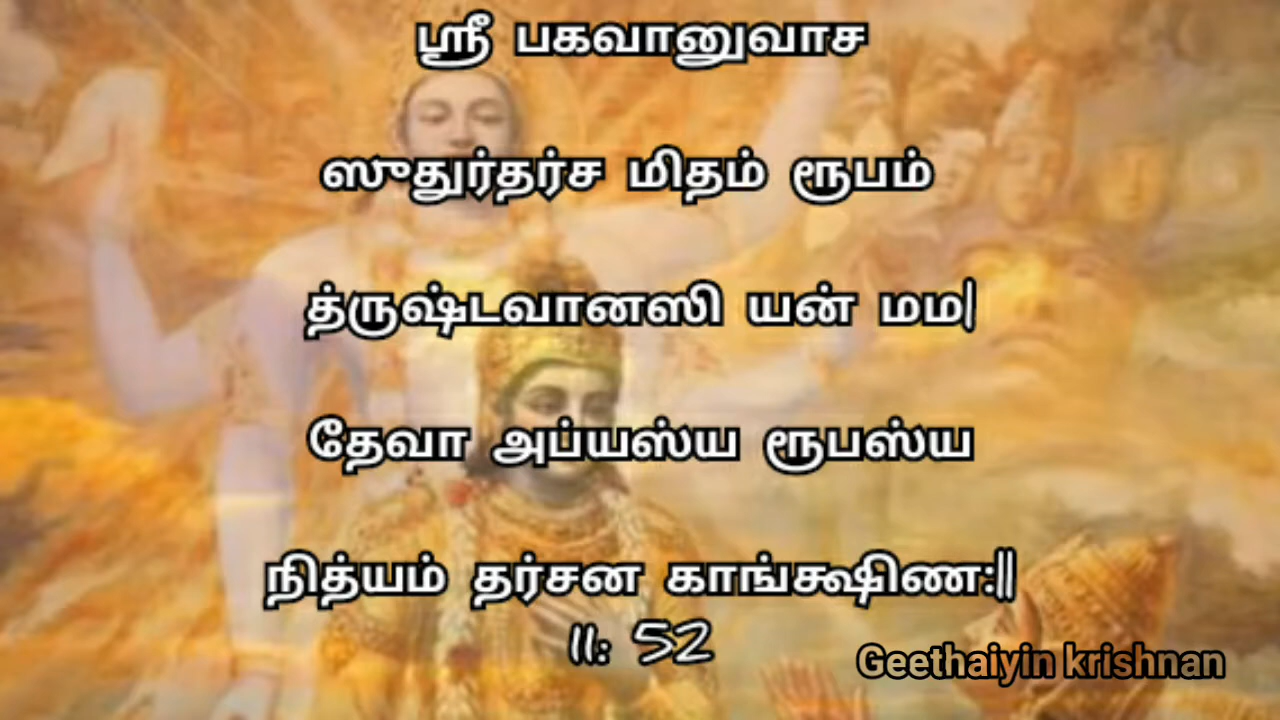 ஸ்ரீ பகவானுவாச
ஸுதுர்தர்ச மிதம் ரூபம்
த்ருஷ்டவானஸி யன் மம|
தேவா அப்யஸ்ய ரூபஸ்ய
நித்யம் தர்சன காங்க்ஷிண:||
11: 52
Geethaiyin krishnan